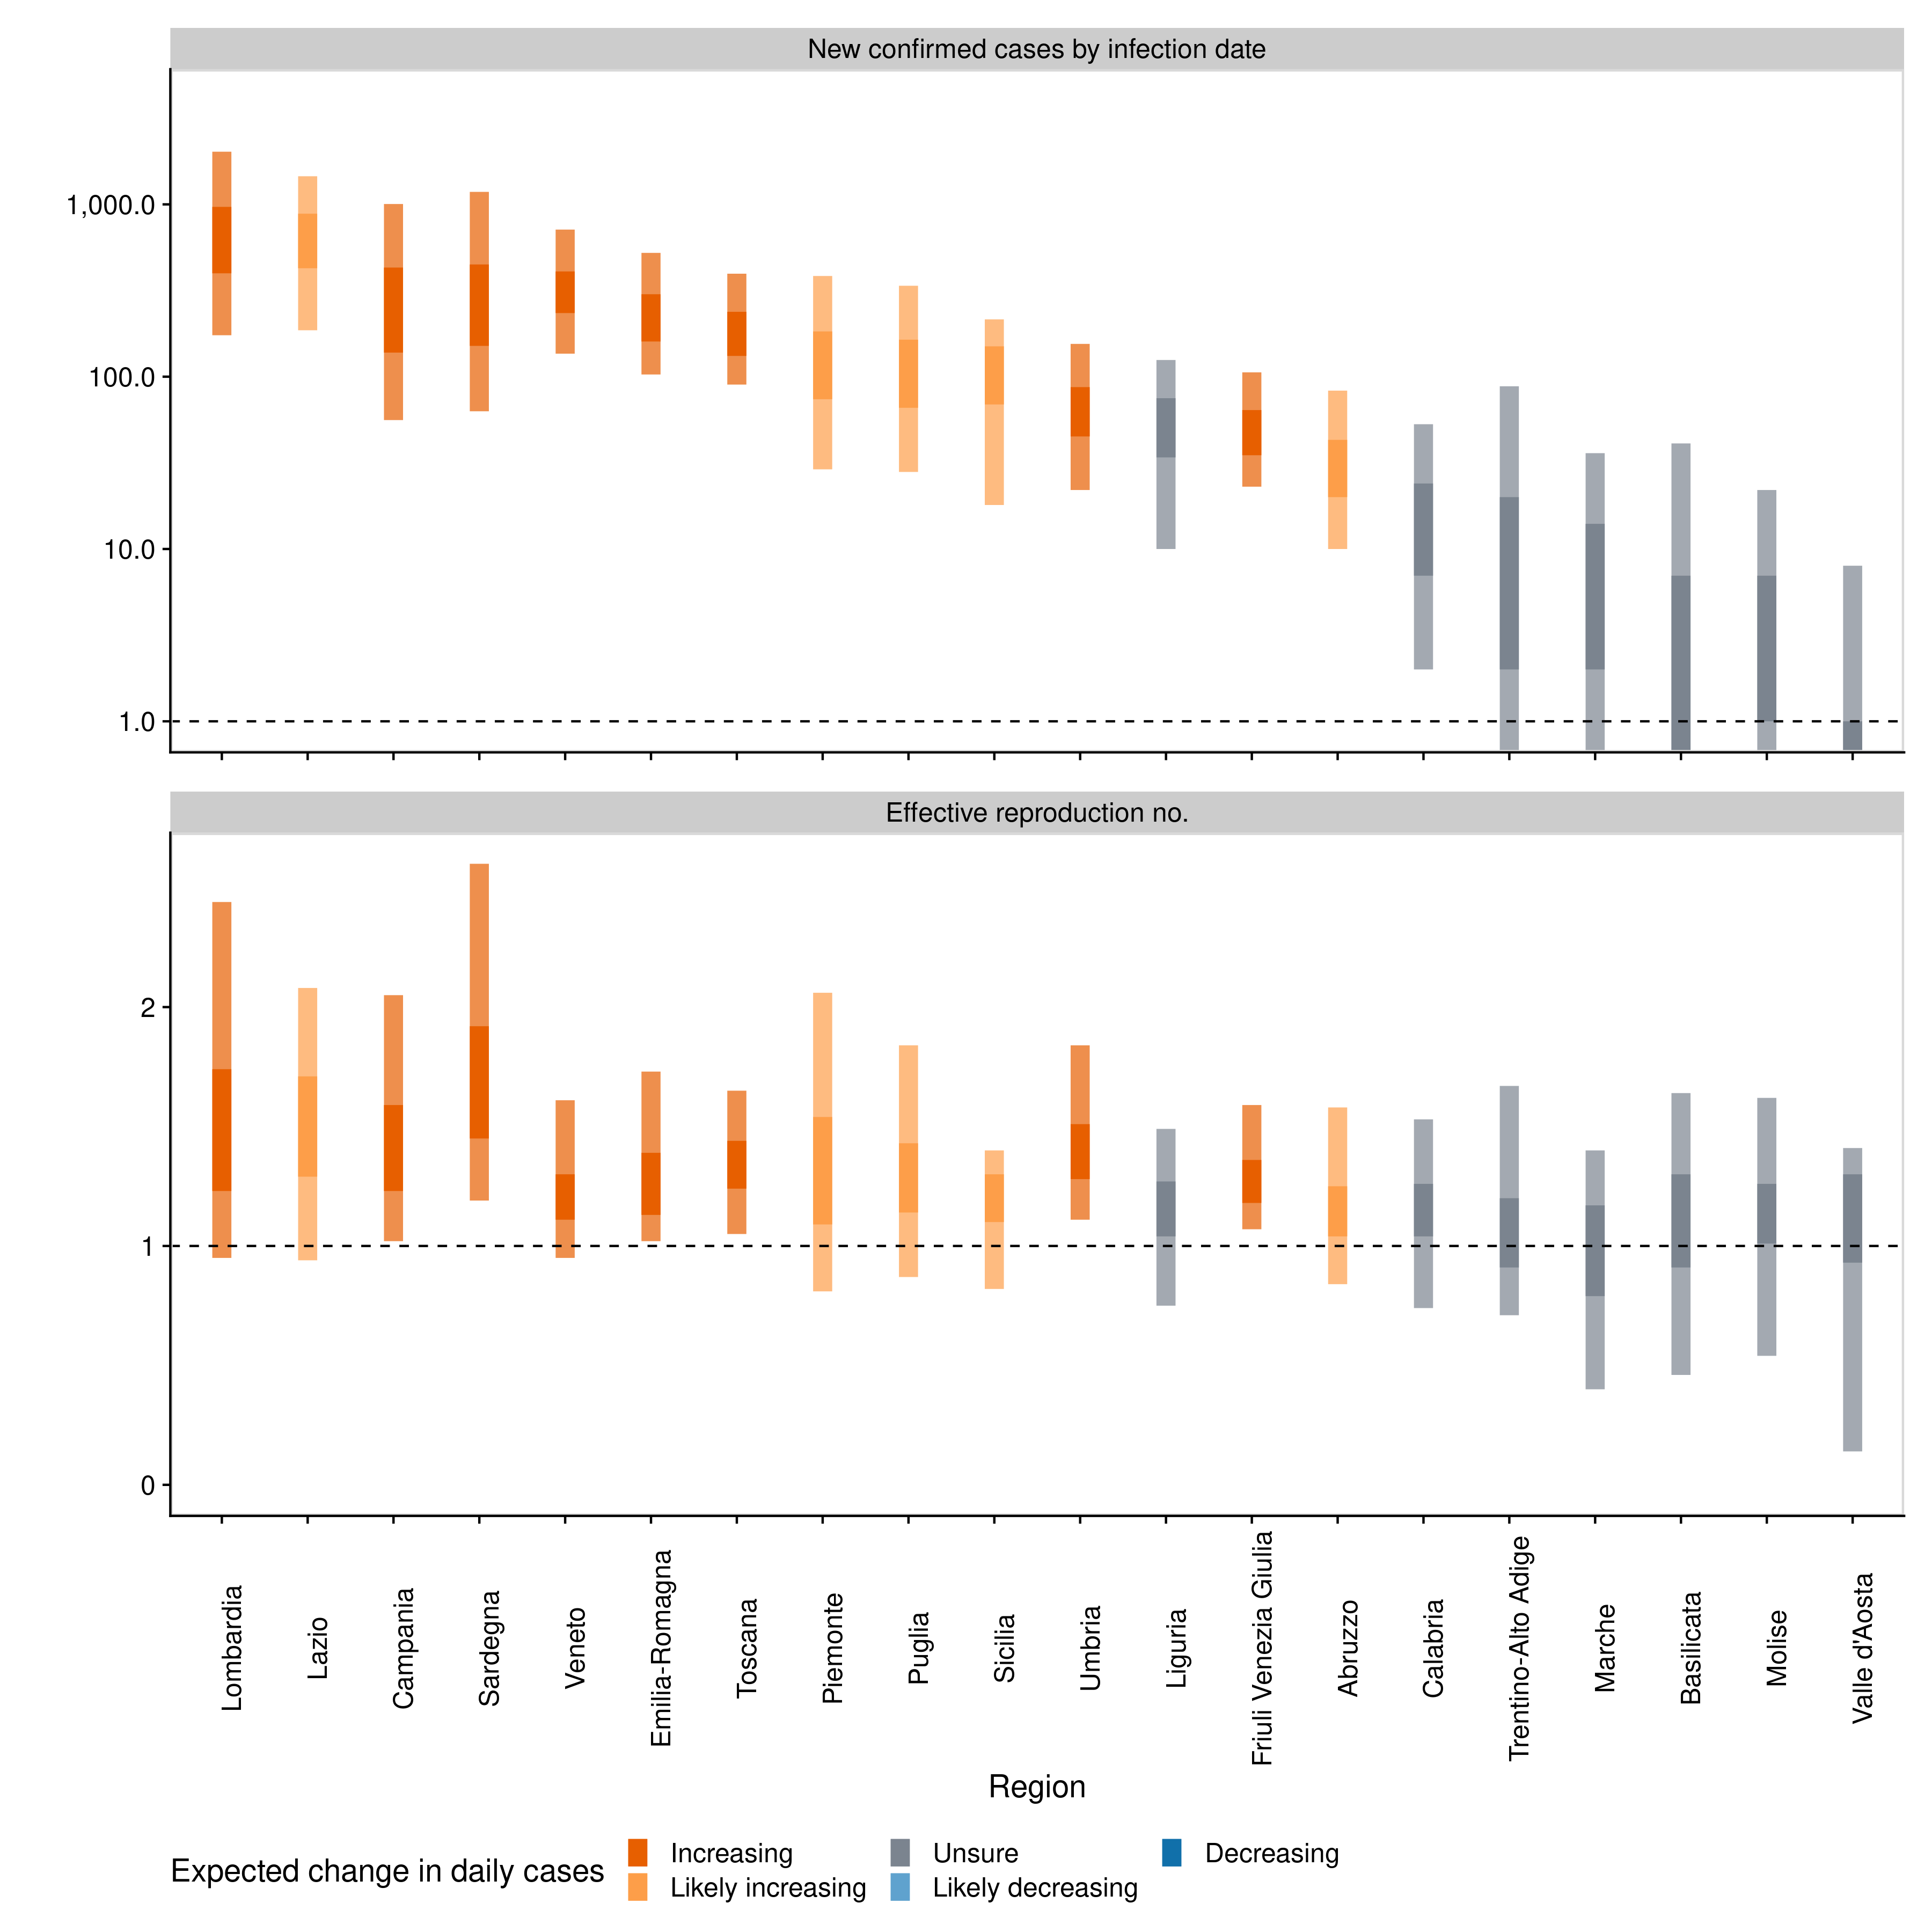 New confirmed cases by infection date
1,000.0
100.0
10.0
1.0
Effective reproduction no.
2
1
0
Lombardia
Lazio
Campania
Sardegna
Veneto
Emilia-Romagna
Toscana
Piemonte
Puglia
Sicilia
Umbria
Liguria
Friuli Venezia Giulia
Abruzzo
Calabria
Trentino-Alto Adige
Marche
Basilicata
Molise
Valle d'Aosta
Region
Expected change in daily cases
Increasing
Likely increasing
Unsure
Likely decreasing
Decreasing